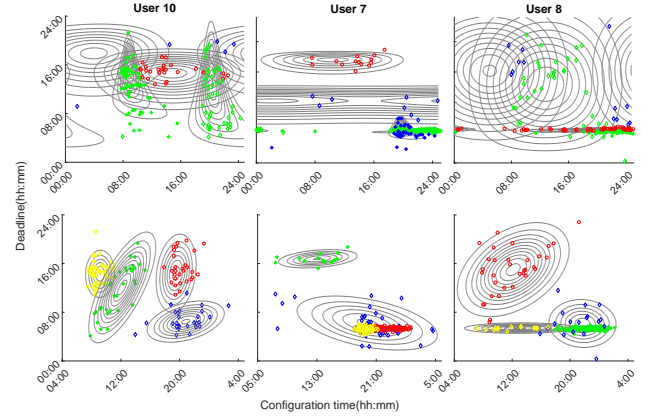 User 10 User 7 User 8
24:00
16:00
08:00
00:00
00:00 08:00 16:00 24:00 00:00 08:00 16:00 24:00 00:00 08:00 16:00 24:00
Deadline(hh:mm)
24:00
16:00
08:00
00:00
04:00 12:00 20:00 4:00 05:00 13:00 21:00 5:00 04:00 12:00 20:00 4:00
Configuration time(hh:mm)